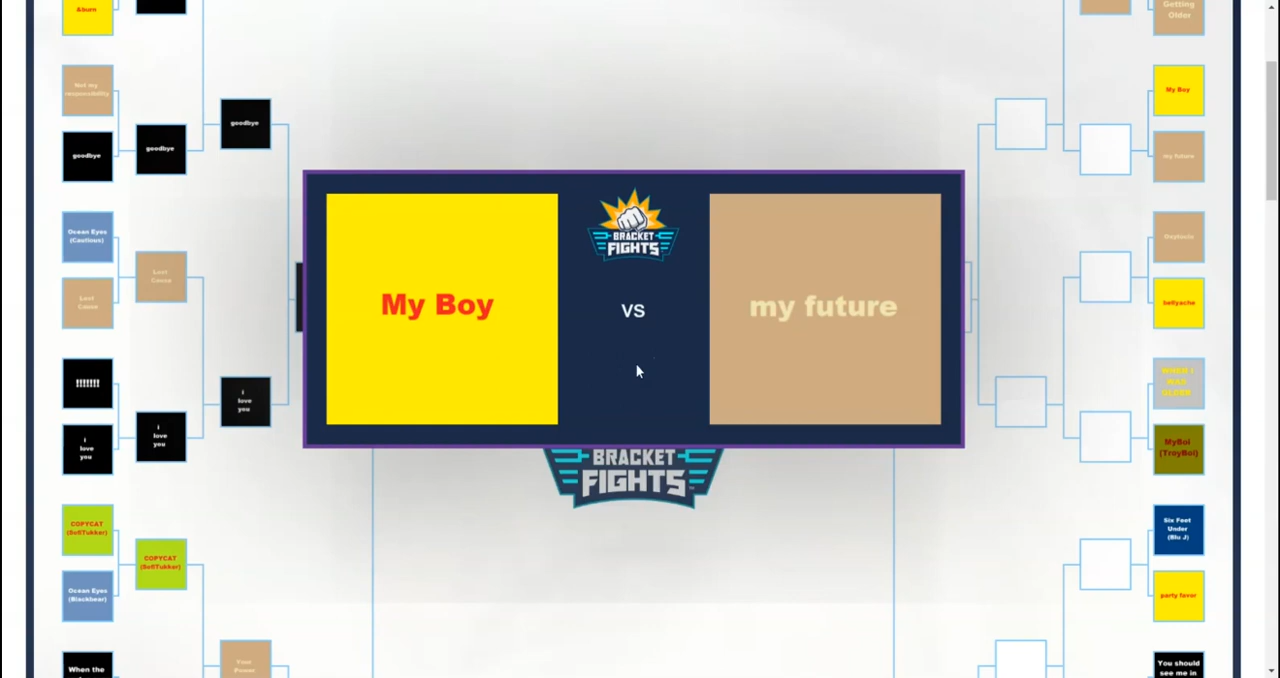 Aburn
Not my
responsibility
goodbye
goodbye
goodbye
Ocean Eyes
(Cautious)
Lost
Cause
Lost
Cause
!!!!!!!
i
love
you
i
love
you
i
love
you
COPYCAT
(SofiTukker)
Ocean Eyes
(Blackbear)
COPYCAT
(SofiTukker)
When the
Your
Power
My Boy
BRACKET
FIGHTS
VS
my future
BRACKET
FIGHTS
Getting
Older
My Boy
my future
Oxytocin
bellyache
WHEN I
WAS
OLDER
MyBoi
(TroyBoi)
Six Feet
Under
(Blu J)
party favor
You should
see me in